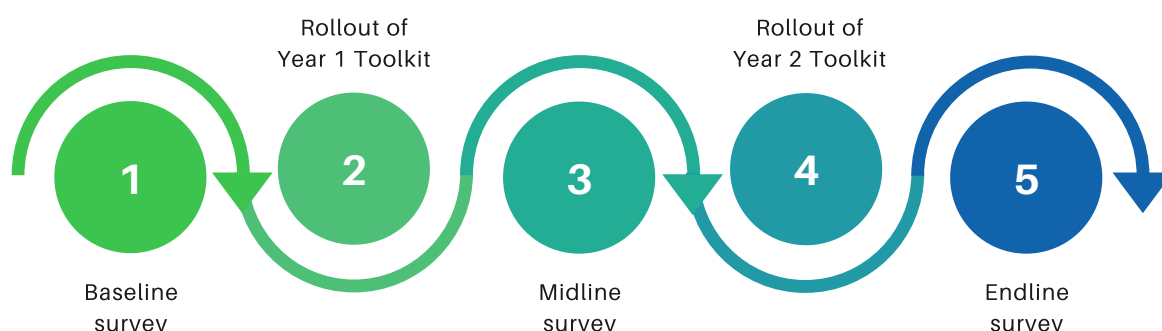 Rollout of
Year 1 Toolkit
Rollout of
Year 2 Toolkit
1
2
3
4
5
Baseline
survey
Midline
survey
Endline
survey